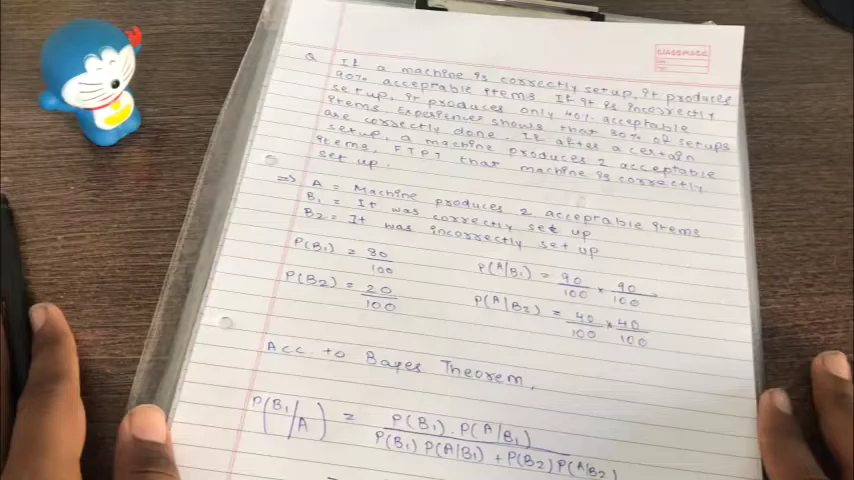 classmate
Q If a machine is correctly setup, it produces
90% acceptable items If it is incorrectly
setup, it produces only 40% acceptable
items Experience shows that 80% of setups
are correctly done. If after a certain
setup, a machine produces 2 acceptable
items, FTPT that machine is correctly
set up.
=> A = Machine produces 2 acceptable items
B1 = It was correctly set up
B2 = It was incorrectly set up
P(B1) = 80/100 P(A|B1) = 90/100 * 90/100
P(B2) = 20/100 P(A|B2) = 40/100 * 40/100
Acc. to Bayes Theorem,
P(B1/A) = P(B1) . P(A|B1) / P(B1) P(A|B1) + P(B2) P(A|B2)